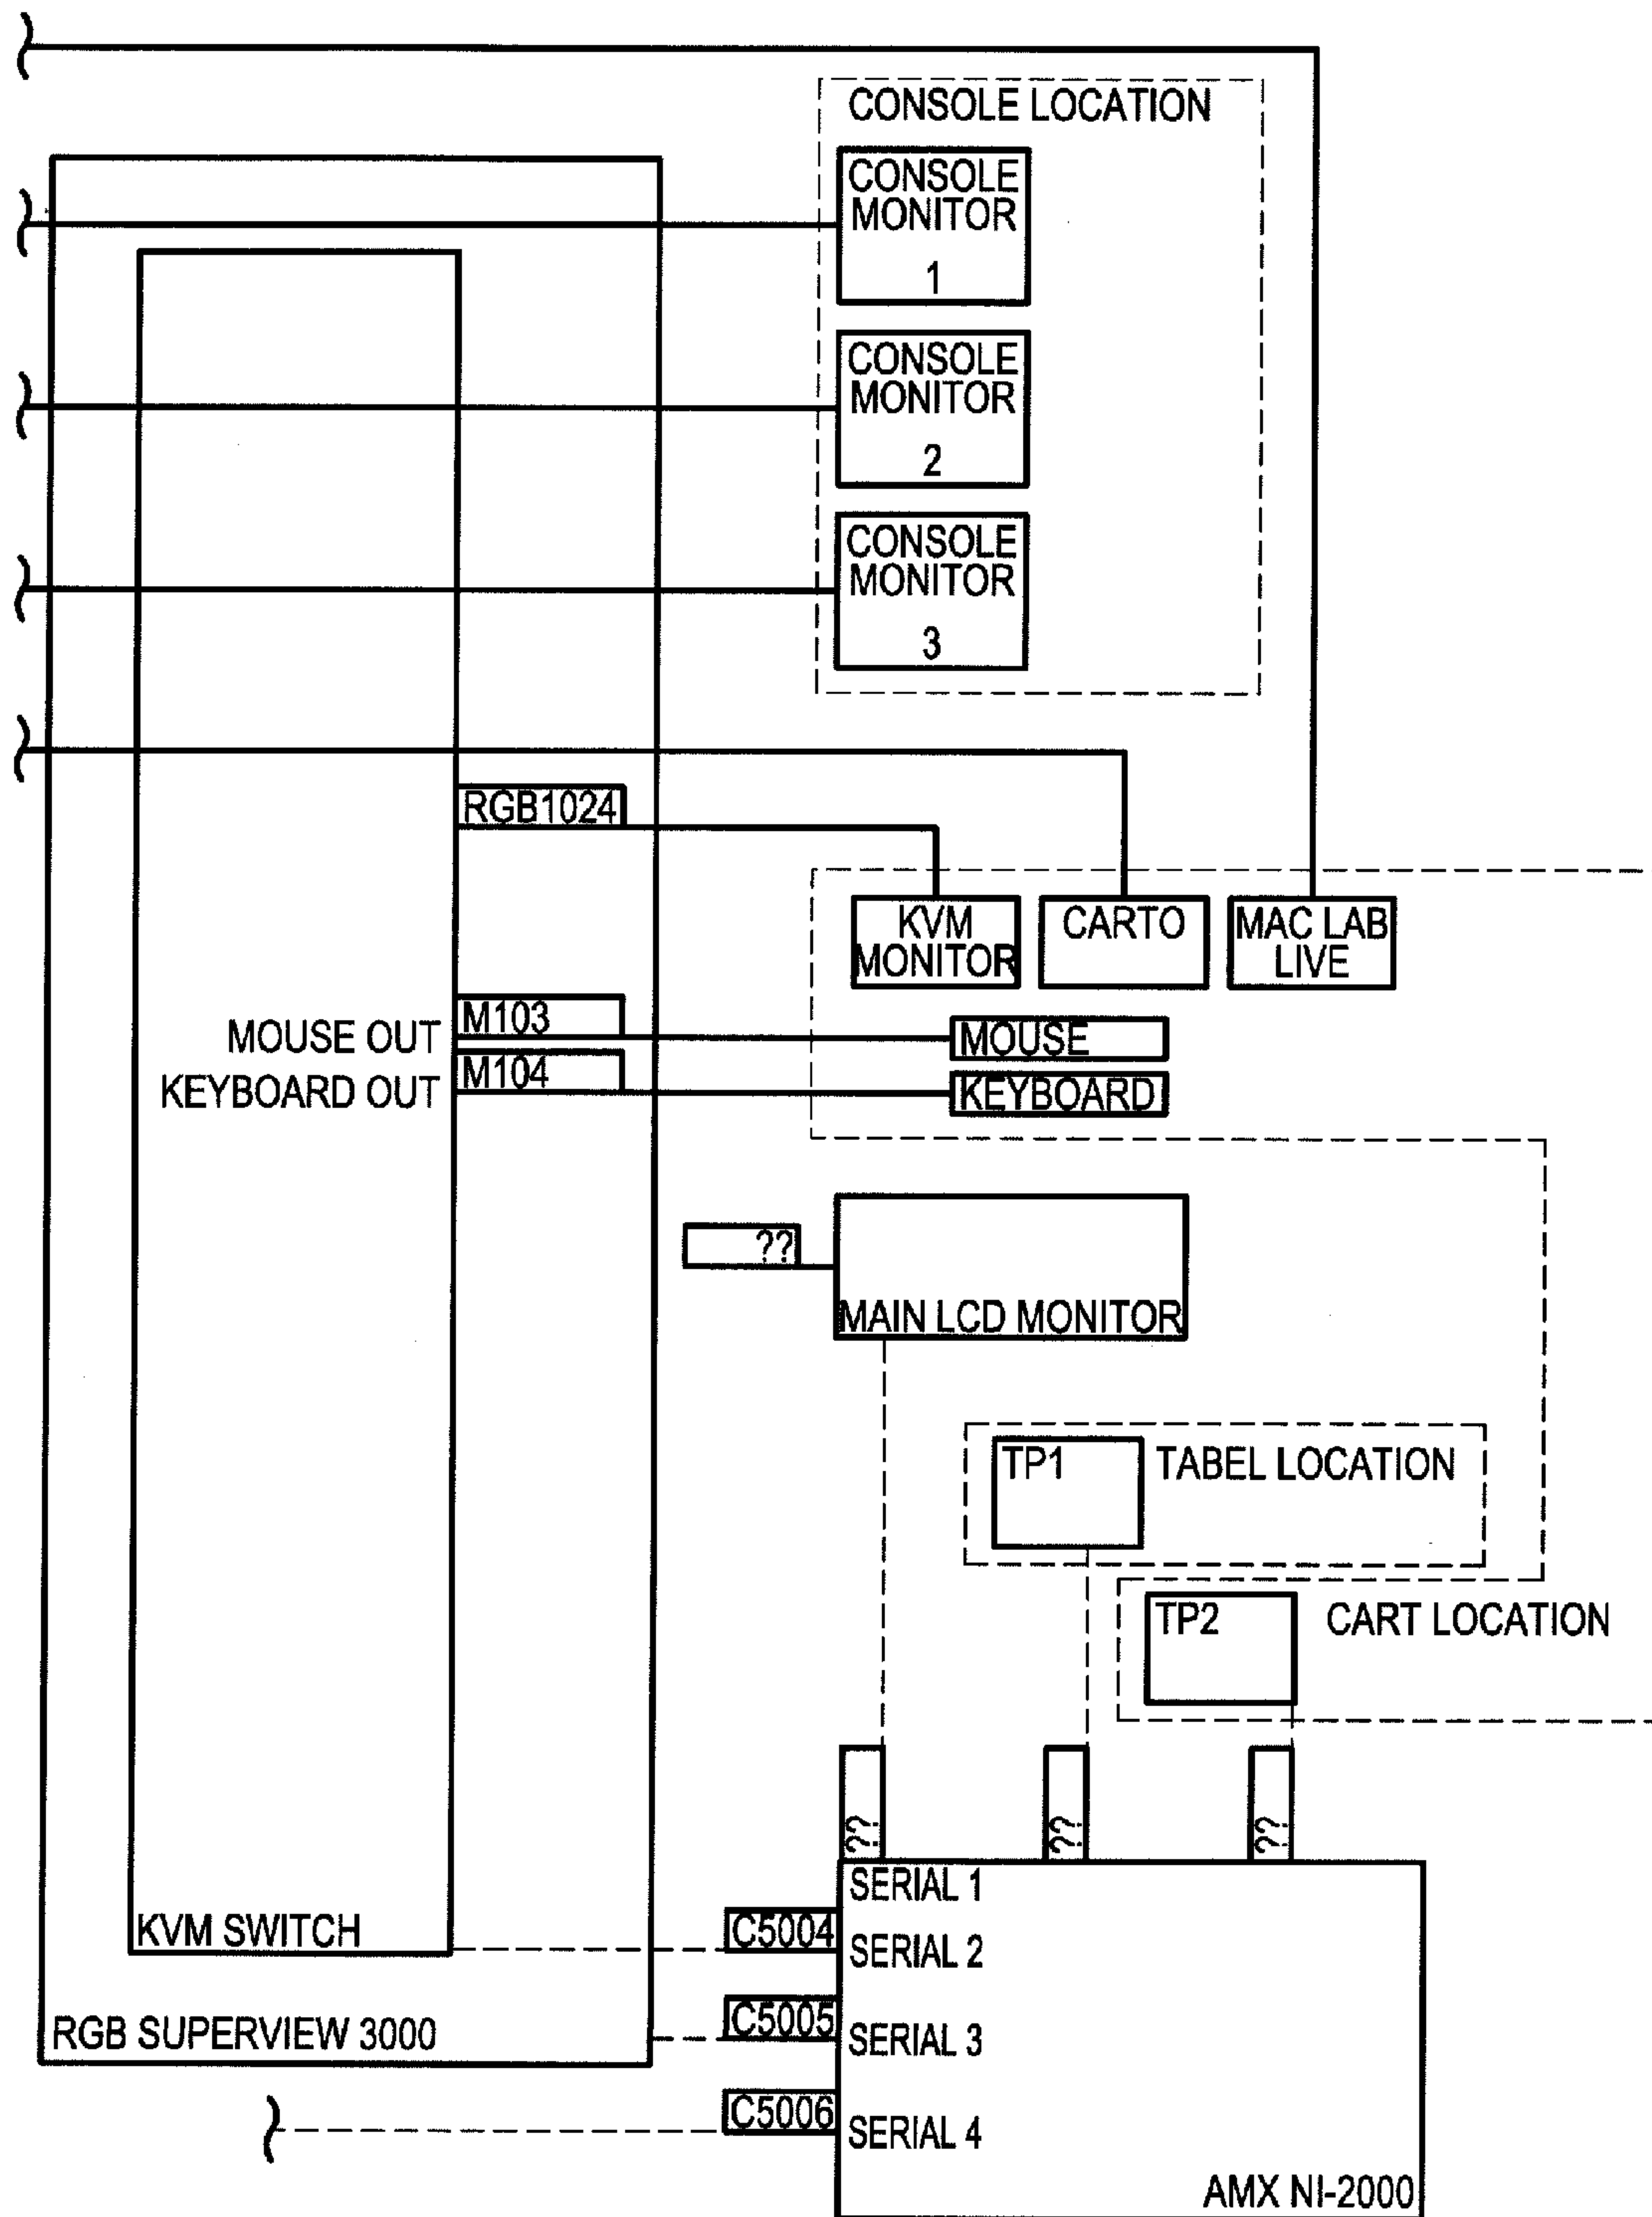 CONSOLE LOCATION
CONSOLE
MONITOR
1
CONSOLE
MONITOR
2
CONSOLE
MONITOR
3
RGB1024
KVM
MONITOR
CARTO
MAC LAB
LIVE
MOUSE OUT
M103
MOUSE
KEYBOARD OUT
M104
KEYBOARD
??
MAIN LCD MONITOR
TP1
TABEL LOCATION
TP2
CART LOCATION
??
??
??
SERIAL 1
KVM SWITCH
C5004
SERIAL 2
RGB SUPERVIEW 3000
C5005
SERIAL 3
C5006
SERIAL 4
AMX NI-2000